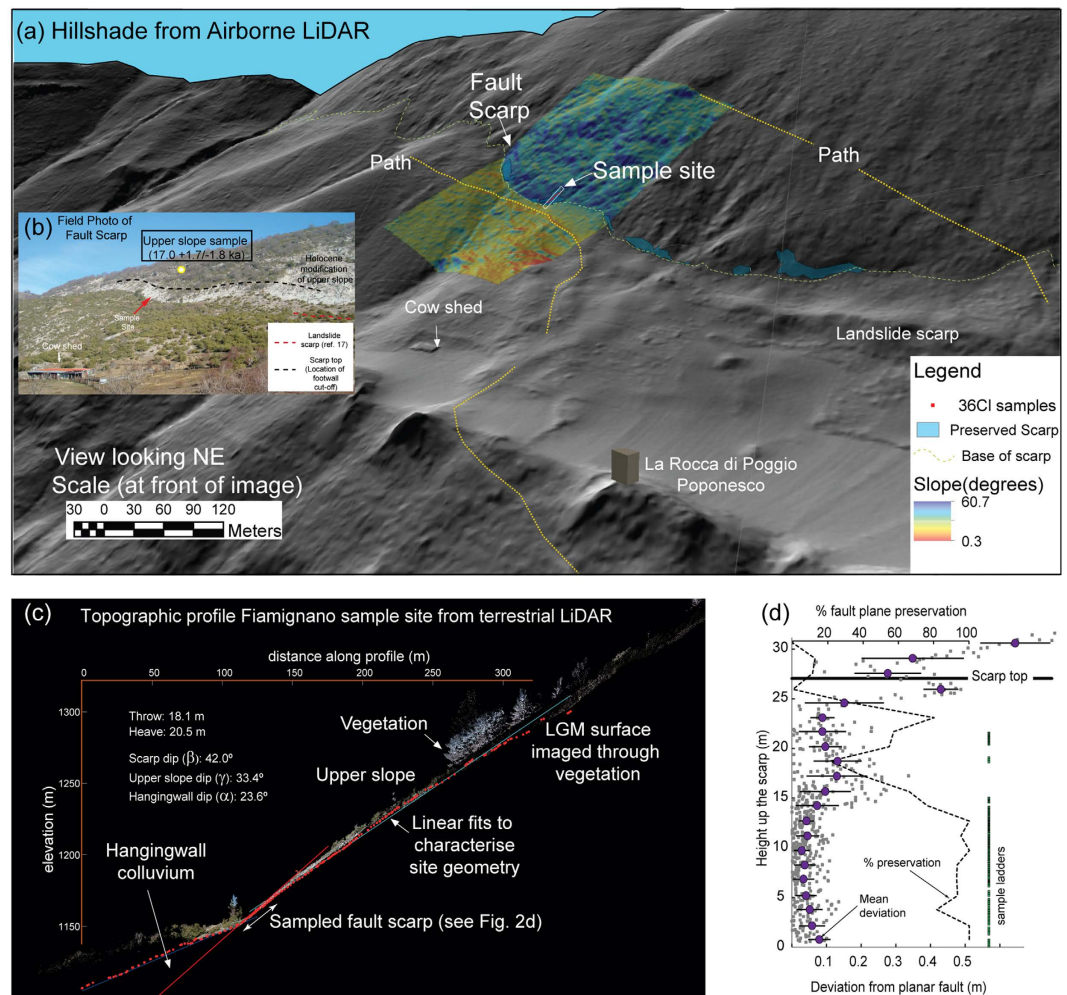 (a) Hillshade from Airborne LiDAR
Fault
Scarp
Path
Sample site
Path
(b)
Field Photo of
Fault Scarp
Upper slope sample
(17.0 +1.7/-1.8 ka)
Holocene
modification
of upper slope
Sample
Site
Cow shed
Landslide
scarp (ref. 17)
Scarp top
(Location of
footwall
cut-off)
Cow shed
Landslide scarp
La Rocca di Poggio
Poponesco
View looking NE
Scale (at front of image)
30 0 30 60 90 120
Meters
Legend
36Cl samples
Preserved Scarp
Base of scarp
Slope(degrees)
60.7
0.3
(c) Topographic profile Fiamignano sample site from terrestrial LiDAR
distance along profile (m)
0 50 100 150 200 250 300
elevation (m)
1300
1250
1200
1150
Throw: 18.1 m
Heave: 20.5 m
Scarp dip (β): 42.0º
Upper slope dip (γ): 33.4º
Hangingwall dip (α): 23.6º
Vegetation
Upper slope
LGM surface
imaged through
vegetation
Linear fits to
characterise
site geometry
Hangingwall
colluvium
Sampled fault scarp (see Fig. 2d)
(d)
% fault plane preservation
20 40 60 80 100
Scarp top
Height up the scarp (m)
30
25
20
15
10
5
0
% preservation
Mean
deviation
sample ladders
0.1 0.2 0.3 0.4 0.5
Deviation from planar fault (m)